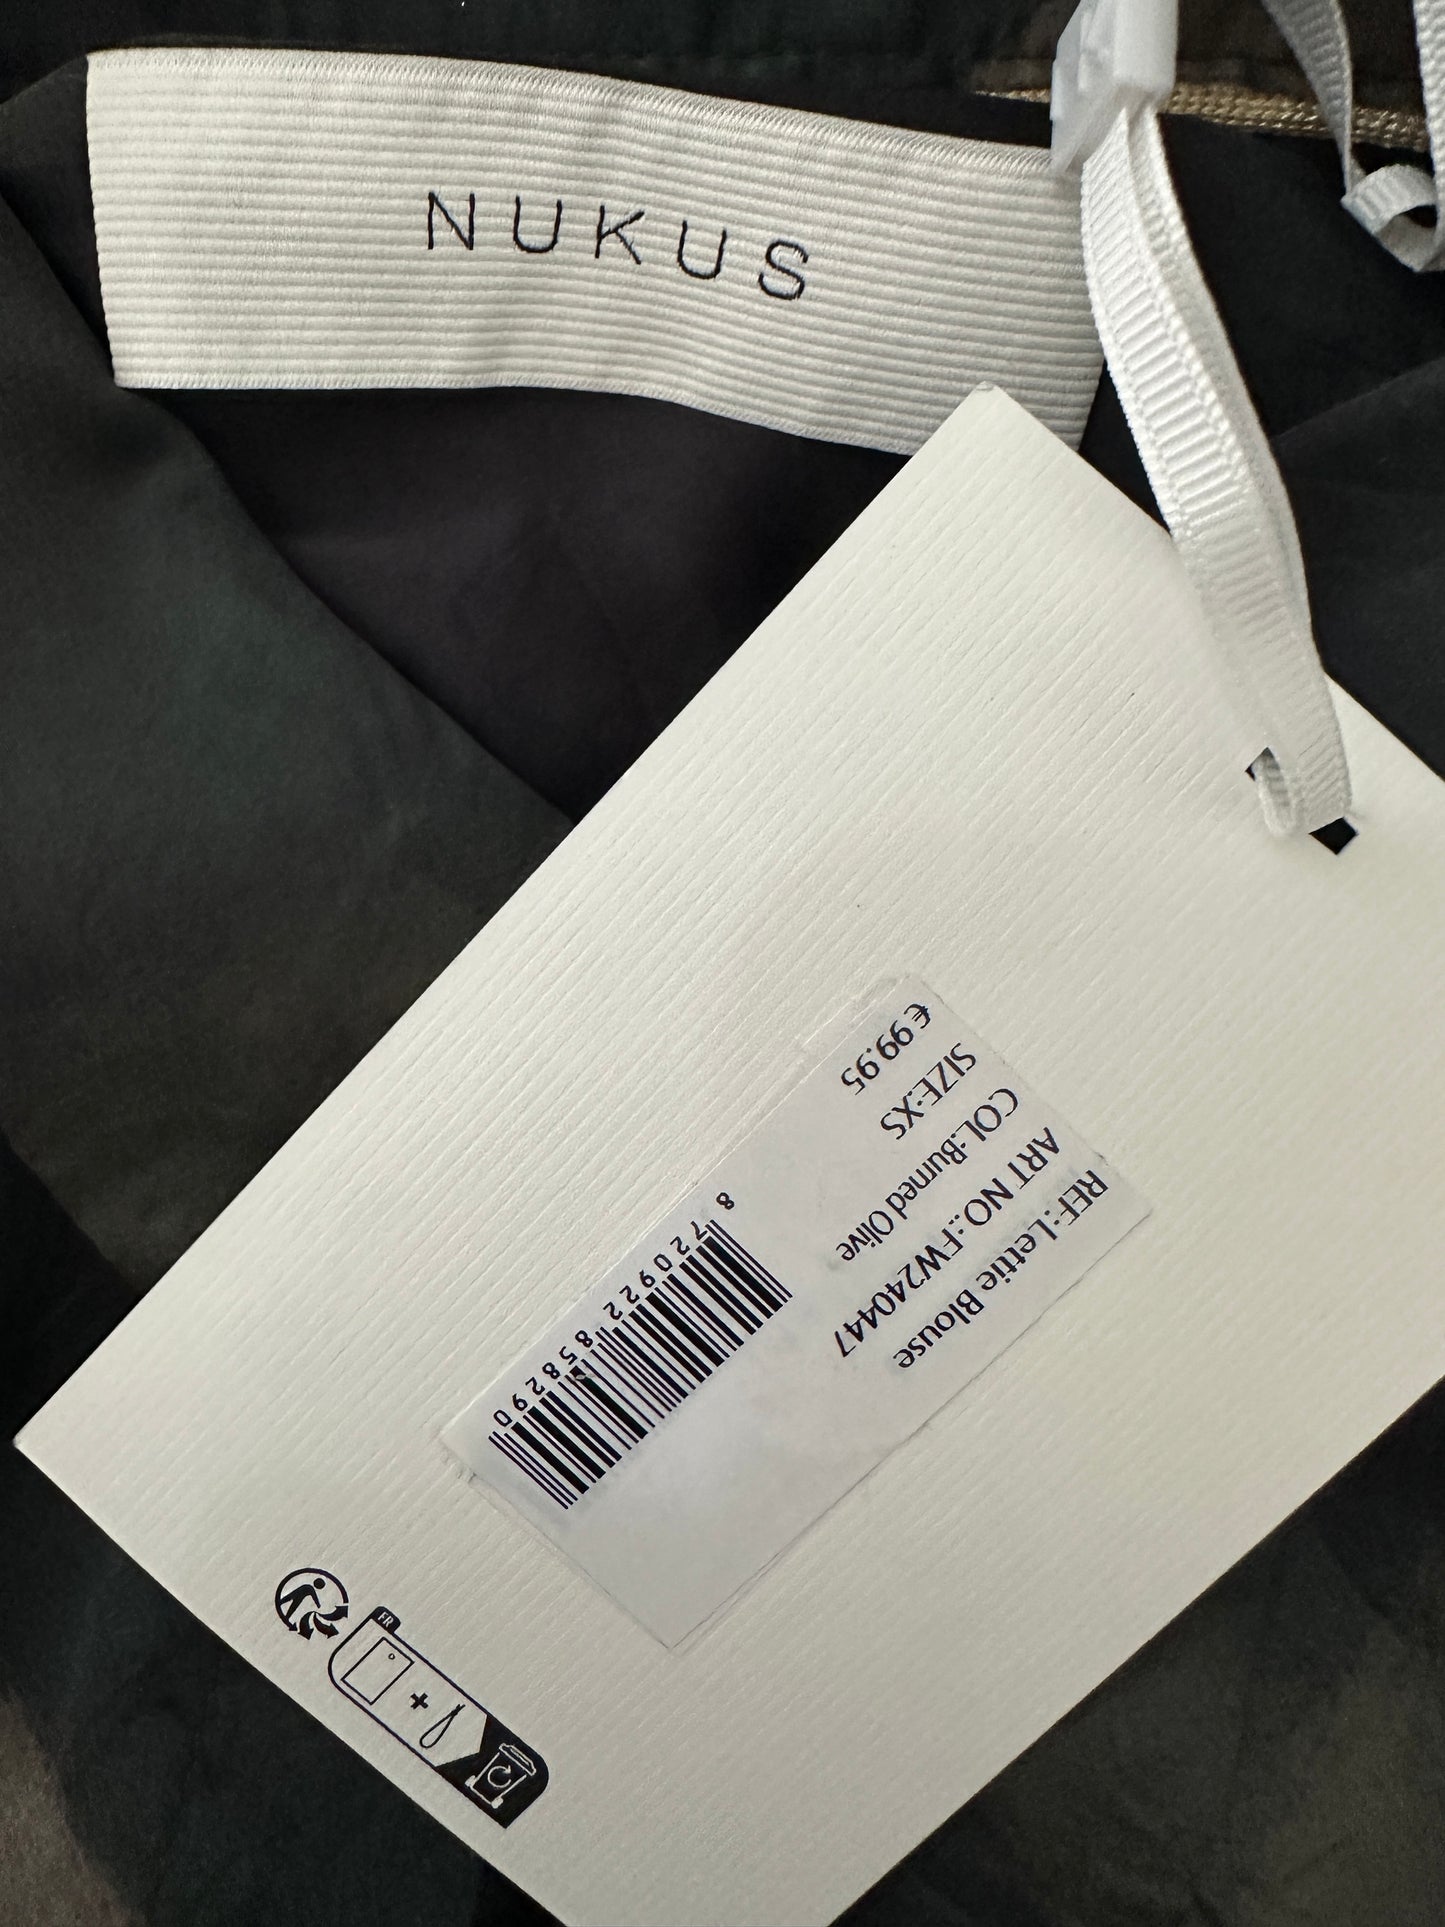 NUKUS
REF.:Lettie Blouse
ART NO.:FW240447
COL.:Burned Olive
SIZE:XS
€ 99.95
8 720922 858290
FR
+